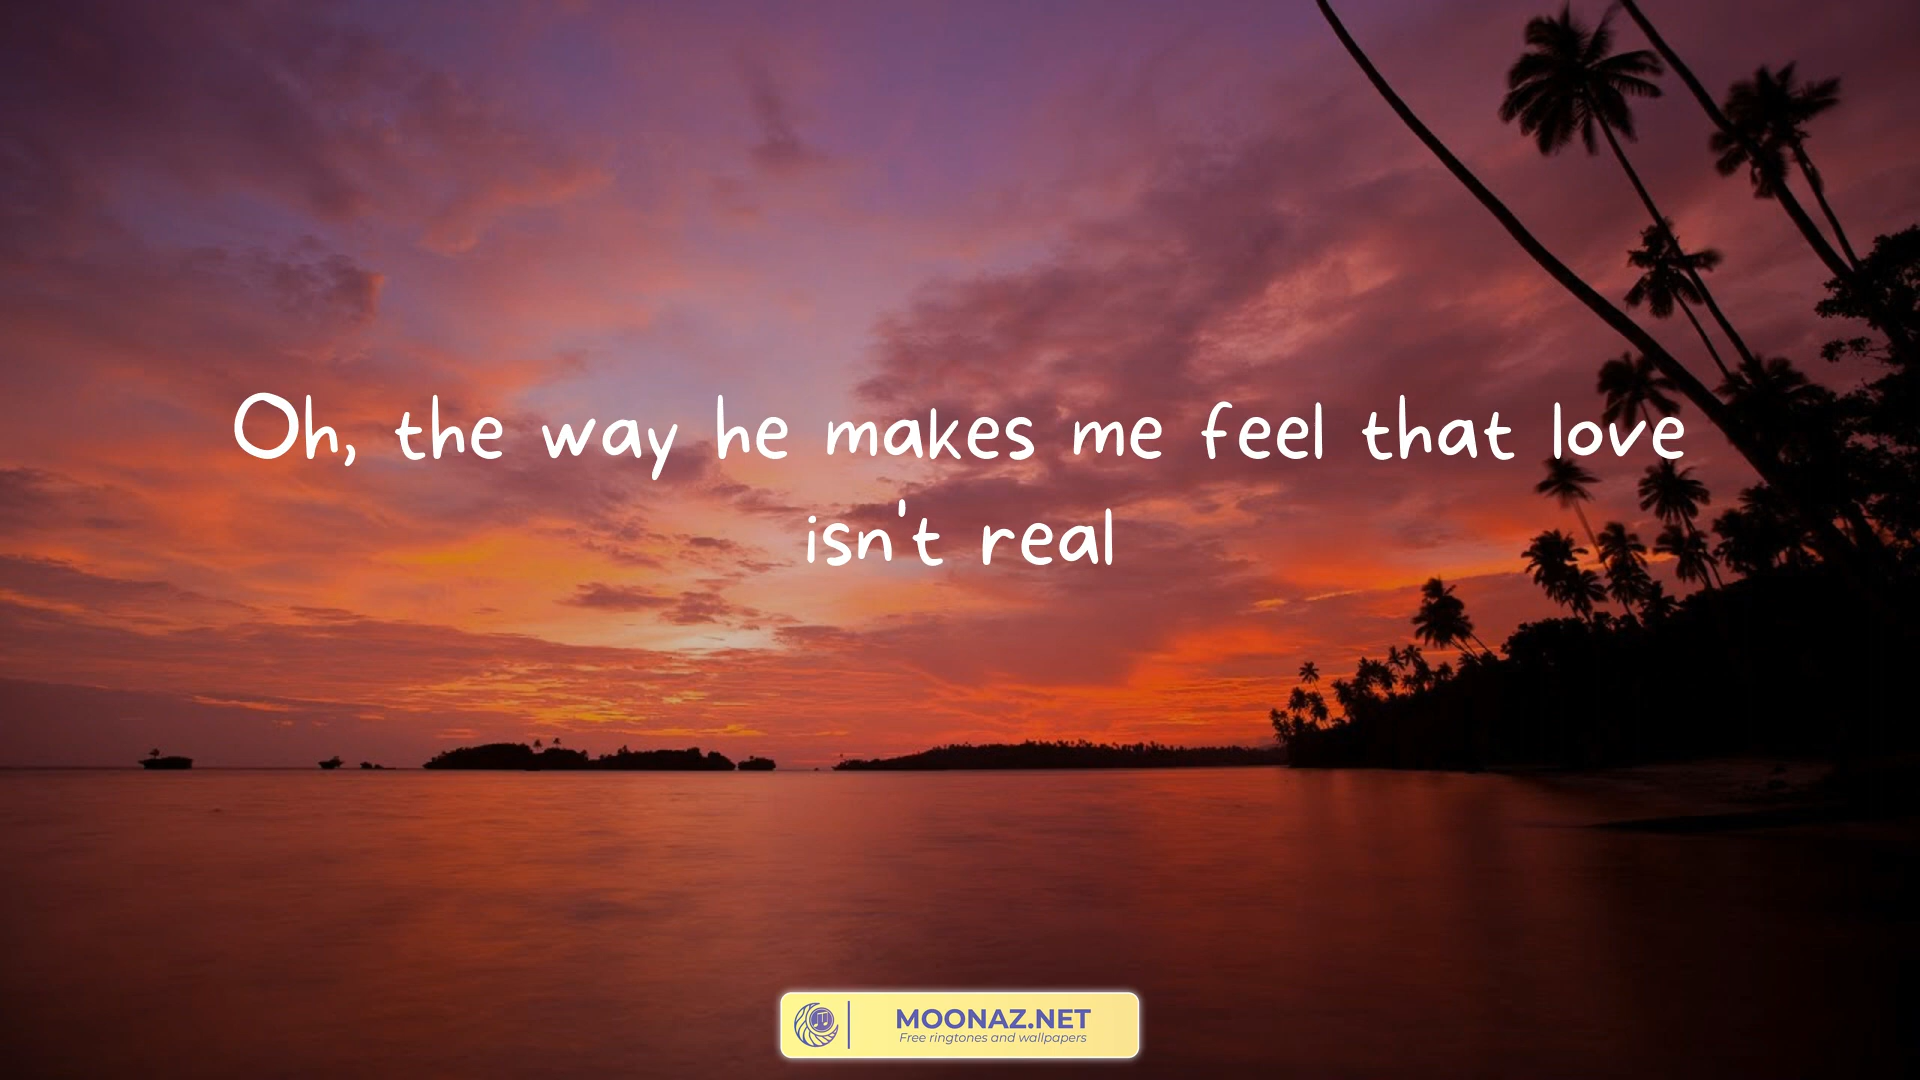 Oh, the way he makes me feel that love
isn't real
MOONAZ.NET
Free ringtones and wallpapers